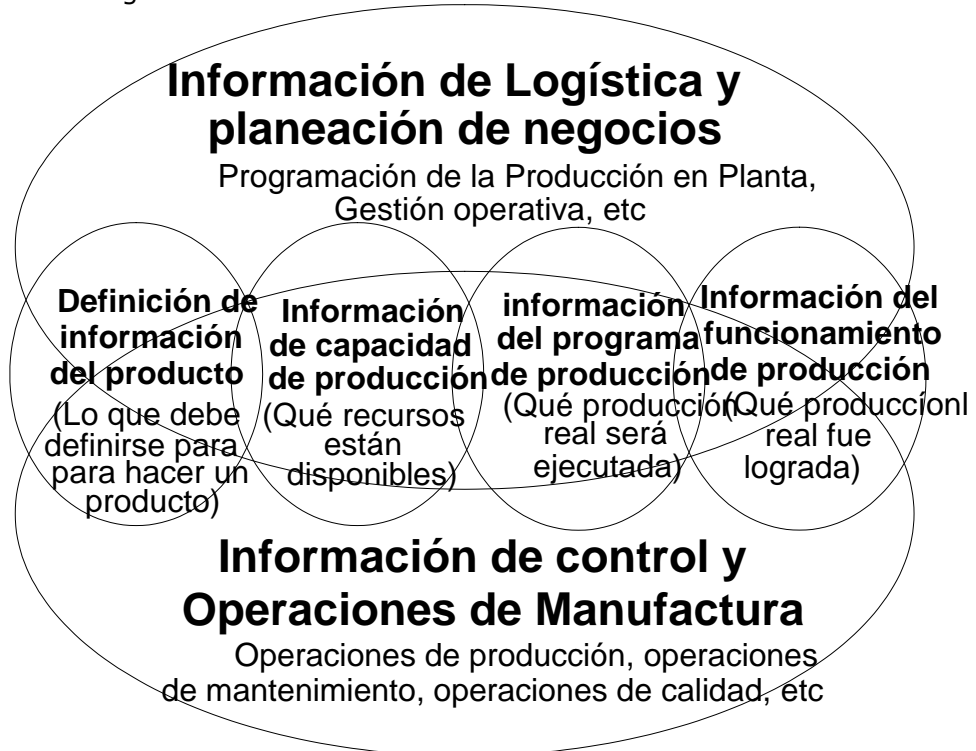 Información de Logística y
planeación de negocios
Programación de la Producción en Planta,
Gestión operativa, etc
Definición de
información
del producto
(Lo que debe
definirse para
para hacer un
producto)
Información
de capacidad
de producción
(Qué recursos
están
disponibles)
información
del programa
de producción
(Qué producción
real será
ejecutada)
Información del
funcionamiento
de producción
(Qué produccíonl
real fue
lograda)
Información de control y
Operaciones de Manufactura
Operaciones de producción, operaciones
de mantenimiento, operaciones de calidad, etc